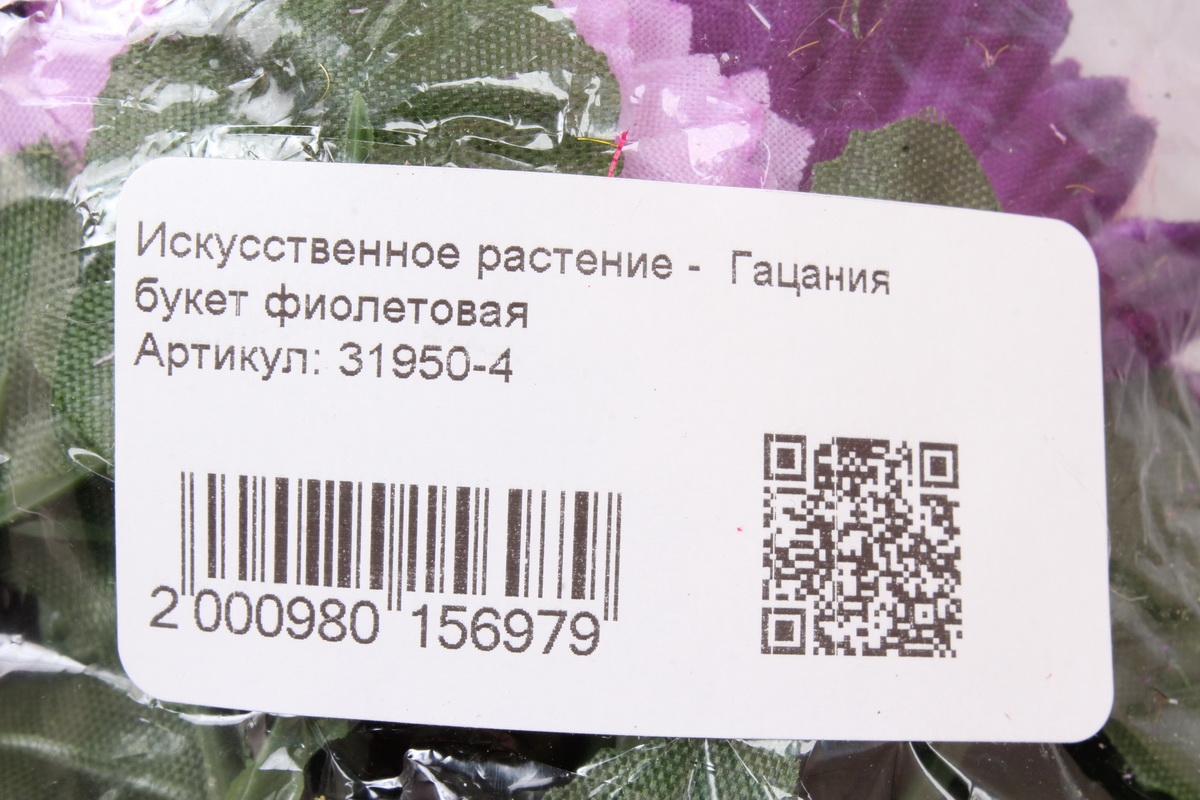 Искусственное растение -  Гацания
букет фиолетовая
Артикул: 31950-4
2 000980 156979